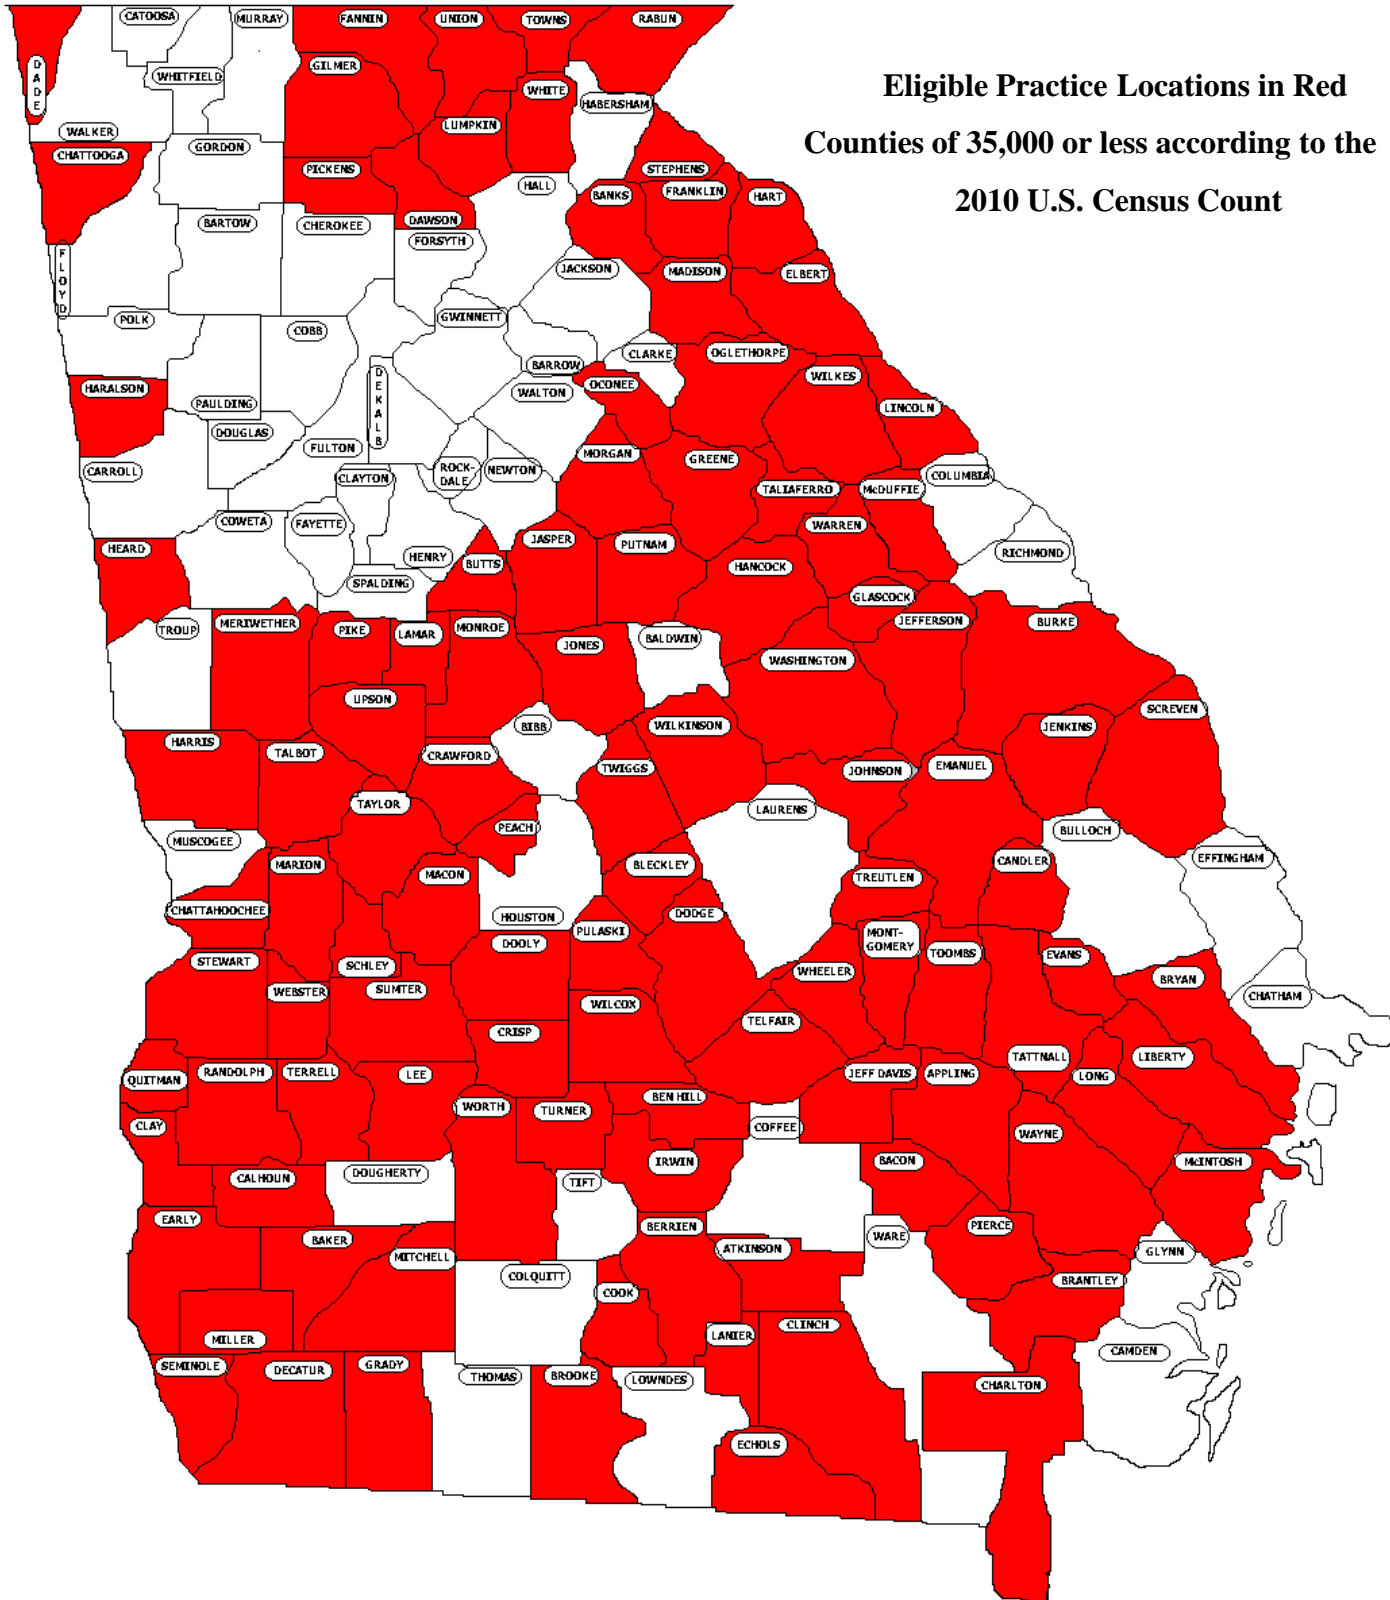 Eligible Practice Locations in Red
Counties of 35,000 or less according to the
2010 U.S. Census Count
CATOOSA
MURRAY
FANNIN
UNION
TOWNS
RABUN
DADE
WHITFIELD
GILMER
WHITE
HABERSHAM
WALKER
LUMPKIN
CHATTOOGA
GORDON
PICKENS
HALL
STEPHENS
BANKS
FRANKLIN
HART
BARTOW
CHEROKEE
DAWSON
FORSYTH
FLOYD
JACKSON
MADISON
ELBERT
POLK
COBB
GWINNETT
BARROW
CLARKE
OGLETHORPE
HARALSON
PAULDING
DEKALB
WALTON
OCONEE
WILKES
LINCOLN
DOUGLAS
FULTON
CARROLL
CLAYTON
ROCK-
DALE
NEWTON
MORGAN
GREENE
TALIAFERRO
McDUFFIE
COLUMBIA
COWETA
FAYETTE
HENRY
WARREN
HEARD
SPALDING
BUTTS
JASPER
PUTNAM
HANCOCK
RICHMOND
GLASCOCK
TROUP
MERIWETHER
PIKE
LAMAR
MONROE
JONES
BALDWIN
WASHINGTON
JEFFERSON
BURKE
UPSON
BIBB
WILKINSON
JENKINS
SCREVEN
HARRIS
TALBOT
CRAWFORD
TWIGGS
JOHNSON
EMANUEL
TAYLOR
LAURENS
MUSCOGEE
PEACH
BULLOCH
EFFINGHAM
MARION
MACON
BLECKLEY
TREUTLEN
CANDLER
CHATTAHOOCHEE
HOUSTON
PULASKI
DODGE
DOOLY
MONT-
GOMERY
TOOMBS
EVANS
STEWART
SCHLEY
WEBSTER
SUMTER
WHEELER
BRYAN
CHATHAM
WILCOX
CRISP
TELFAIR
TATTNALL
LIBERTY
QUITMAN
RANDOLPH
TERRELL
LEE
JEFF DAVIS
APPLING
LONG
WORTH
TURNER
BEN HILL
COFFEE
CLAY
WAYNE
CALHOUN
DOUGHERTY
TIFT
IRWIN
BACON
McINTOSH
EARLY
BAKER
MITCHELL
BERRIEN
ATKINSON
WARE
PIERCE
GLYNN
COLQUITT
COOK
BRANTLEY
MILLER
LANIER
CLINCH
CAMDEN
SEMINOLE
DECATUR
GRADY
THOMAS
BROOKE
LOWNDES
CHARLTON
ECHOLS